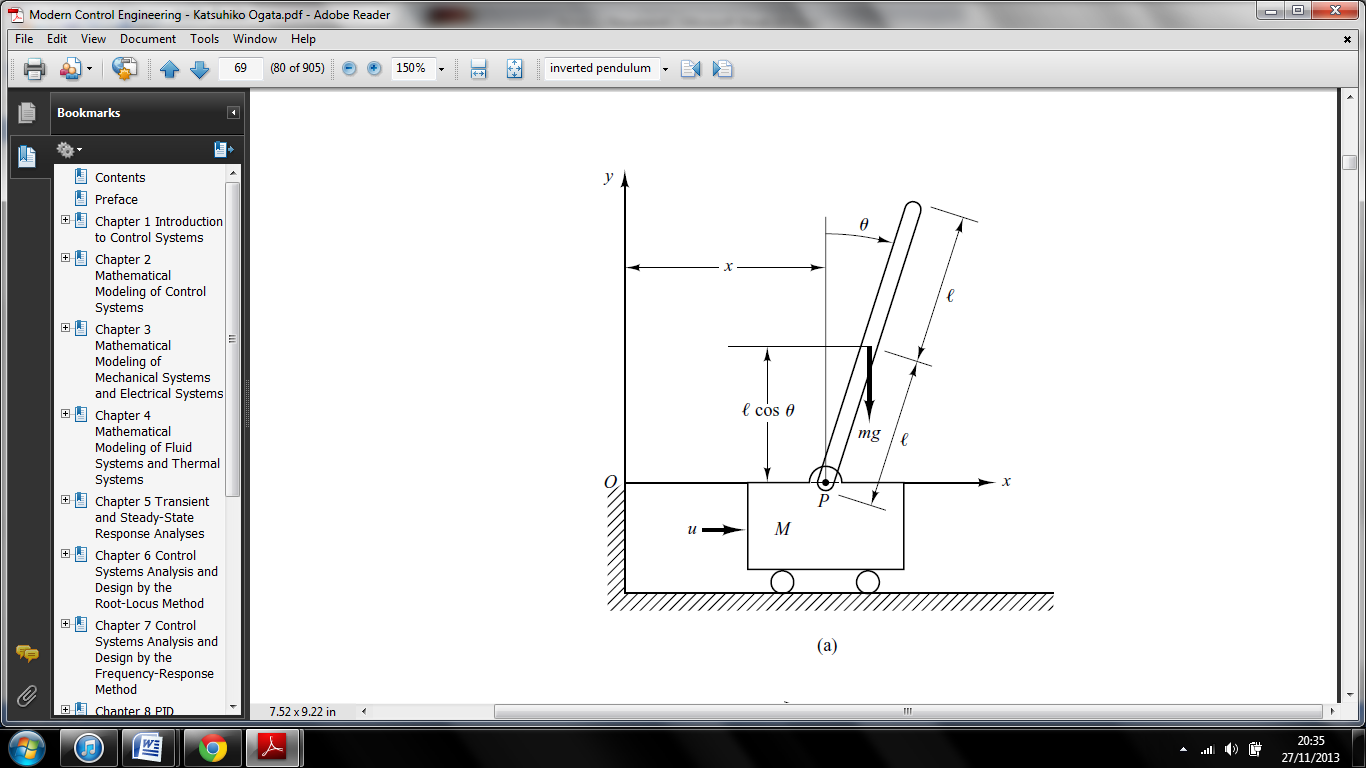 Modern Control Engineering - Katsuhiko Ogata.pdf - Adobe Reader
File Edit View Document Tools Window Help
69 (80 of 905) 150% inverted pendulum
Bookmarks
Contents
Preface
Chapter 1 Introduction
to Control Systems
Chapter 2
Mathematical
Modeling of Control
Systems
Chapter 3
Mathematical
Modeling of
Mechanical Systems
and Electrical Systems
Chapter 4
Mathematical
Modeling of Fluid
Systems and Thermal
Systems
Chapter 5 Transient
and Steady-State
Response Analyses
Chapter 6 Control
Systems Analysis and
Design by the
Root-Locus Method
Chapter 7 Control
Systems Analysis and
Design by the
Frequency-Response
Method
Chapter 8 PID
y
θ
x
ℓ
ℓ cos θ
mg
ℓ
O
x
P
u
M
(a)
7.52 x 9.22 in
20:35
27/11/2013